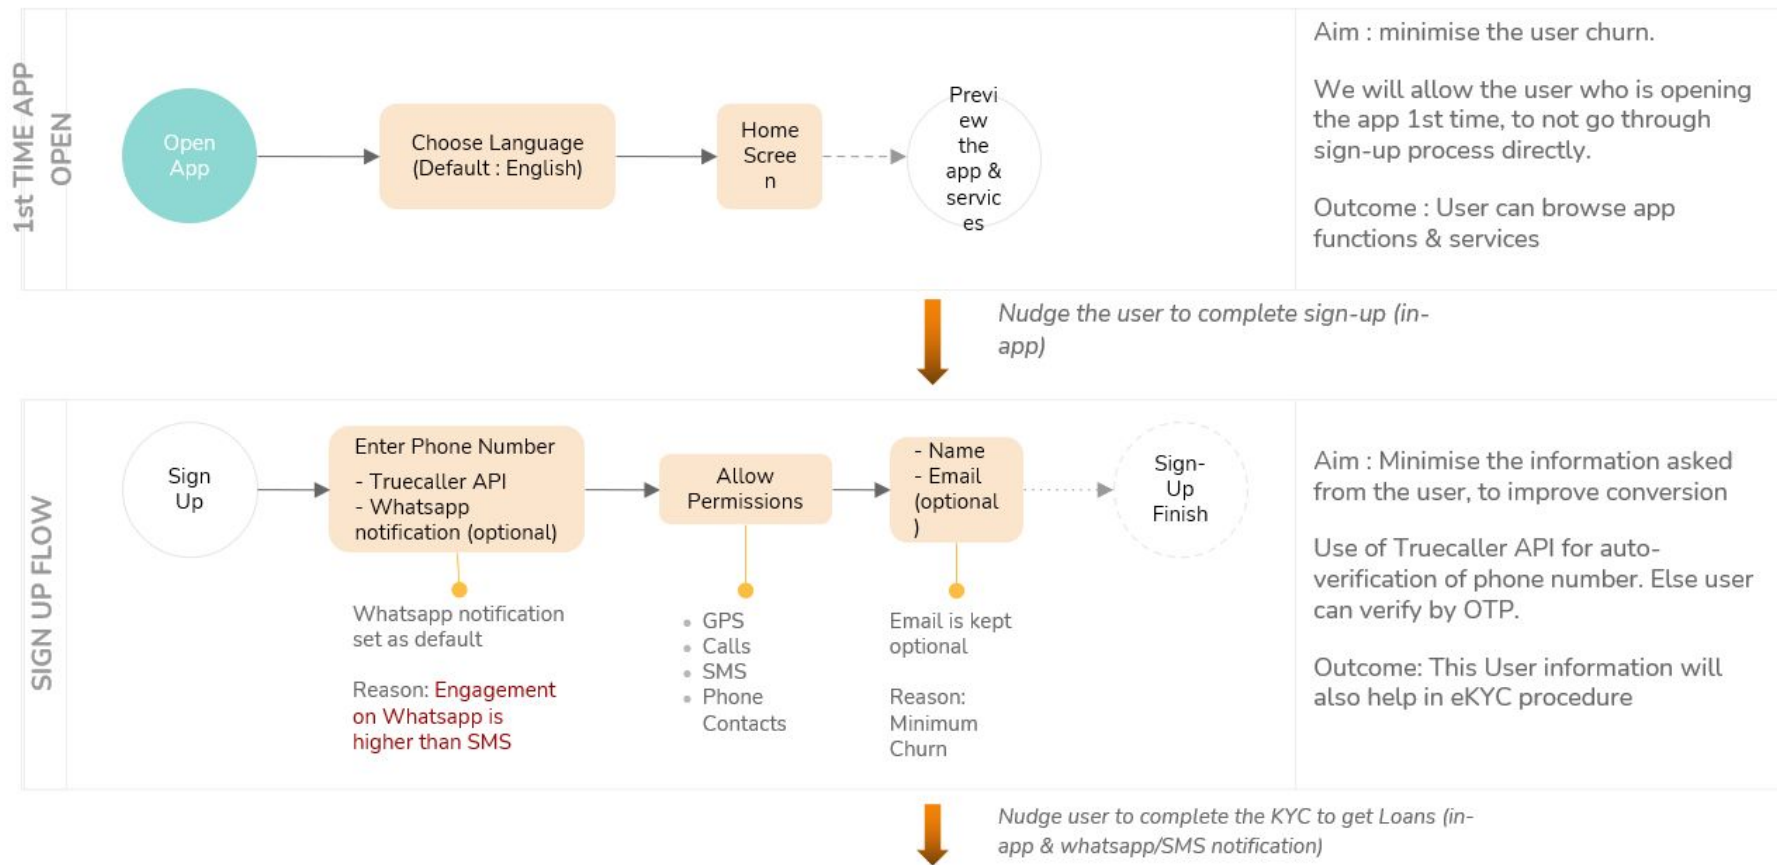 1st TIME APP
OPEN
Open
App
Choose Language
(Default : English)
Home
Scree
n
Previ
ew
the
app &
servic
es
Aim : minimise the user churn.
We will allow the user who is opening
the app 1st time, to not go through
sign-up process directly.
Outcome : User can browse app
functions & services
Nudge the user to complete sign-up (in-
app)
SIGN UP FLOW
Sign
Up
Enter Phone Number
- Truecaller API
- Whatsapp
notification (optional)
Allow
Permissions
- Name
- Email
(optional
)
Sign-
Up
Finish
Whatsapp notification
set as default
Reason: Engagement
on Whatsapp is
higher than SMS
• GPS
• Calls
• SMS
• Phone
Contacts
Email is kept
optional
Reason:
Minimum
Churn
Aim : Minimise the information asked
from the user, to improve conversion
Use of Truecaller API for auto-
verification of phone number. Else user
can verify by OTP.
Outcome: This User information will
also help in eKYC procedure
Nudge user to complete the KYC to get Loans (in-
app & whatsapp/SMS notification)